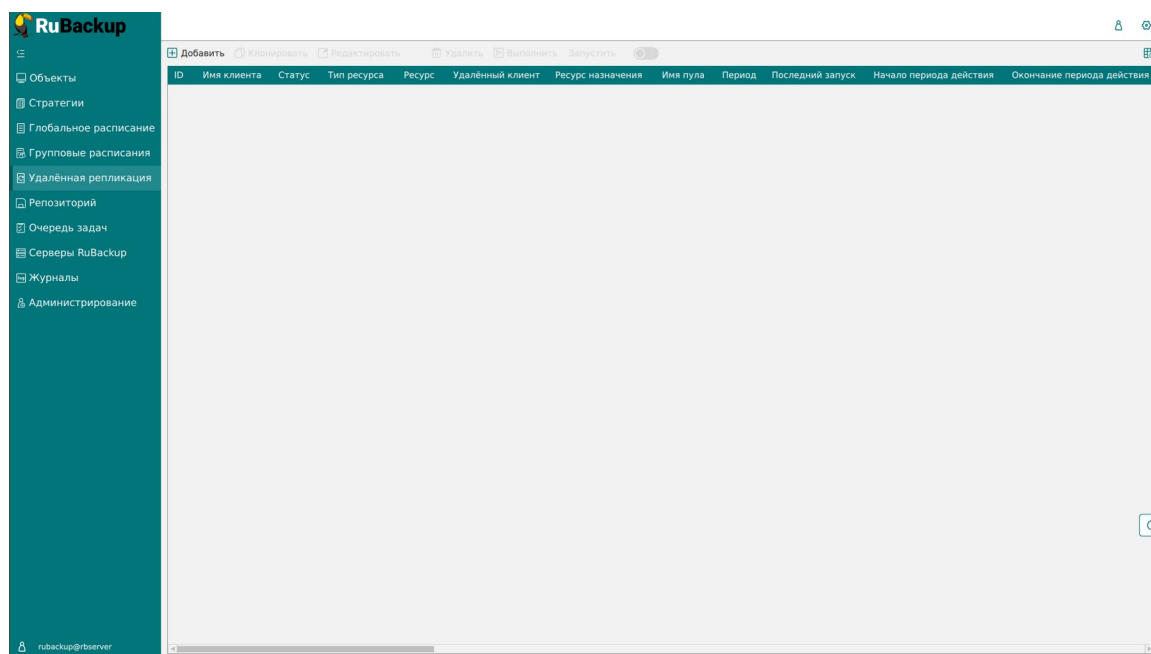 RuBackup
Добавить Клонировать Редактировать Удалить Выполнить Запустить
ID Имя клиента Статус Тип ресурса Ресурс Удалённый клиент Ресурс назначения Имя пула Период Последний запуск Начало периода действия Окончание периода действия
Объекты
Стратегии
Глобальное расписание
Групповые расписания
Удалённая репликация
Репозиторий
Очередь задач
Серверы RuBackup
Журналы
Администрирование
rubackup@rbserver